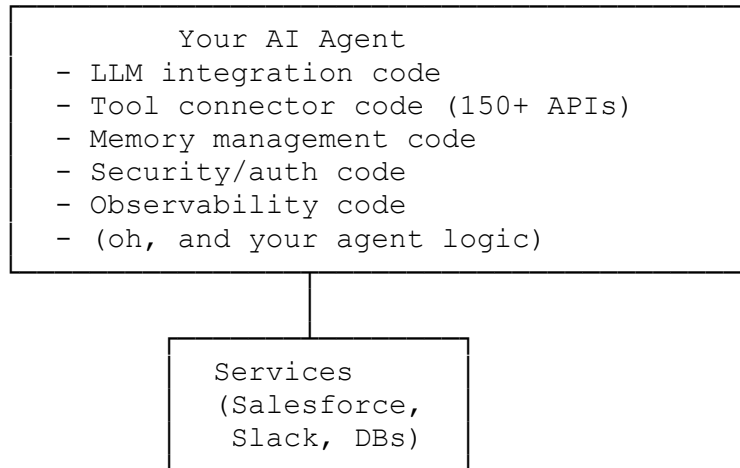 Your AI Agent
- LLM integration code
- Tool connector code (150+ APIs)
- Memory management code
- Security/auth code
- Observability code
- (oh, and your agent logic)
Services
(Salesforce,
Slack, DBs)